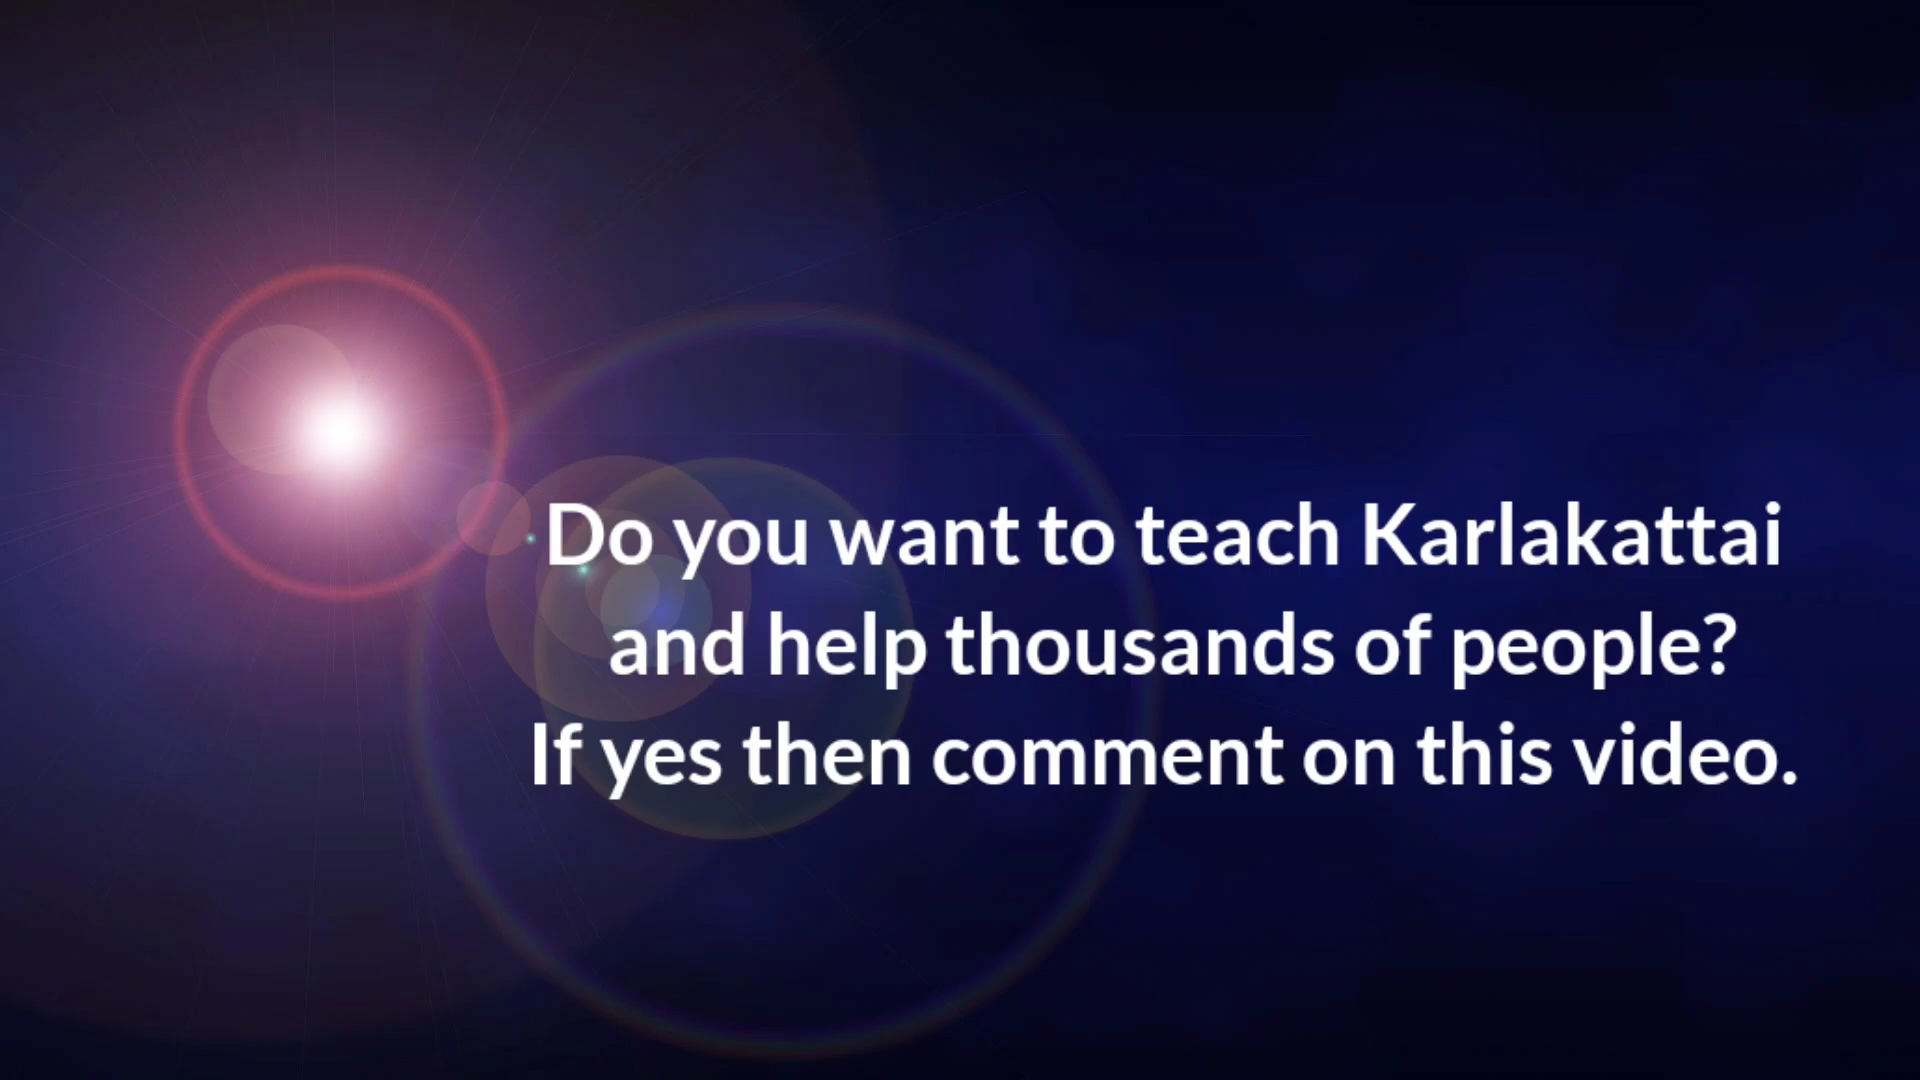 Do you want to teach Karlakattai
and help thousands of people?
If yes then comment on this video.